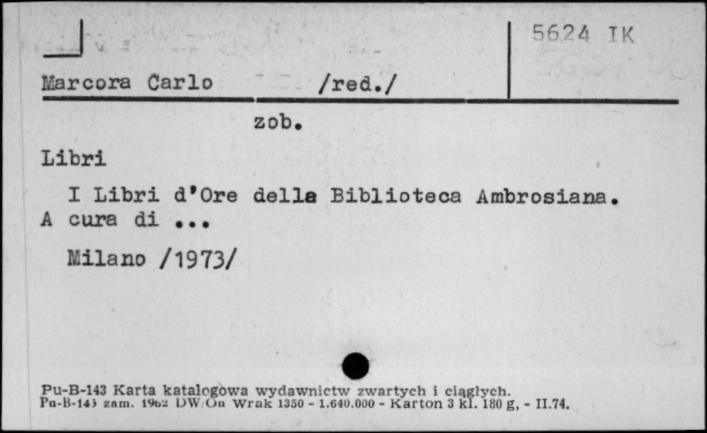 5624 IK
Marcora Carlo /red./
zob.
Libri
I Libri d'Ore della Biblioteca Ambrosiana.
A cura di ...
Milano /1973/
Pu-B-143 Karta katalogowa wydawnictw zwartych i ciągłych.
Pu-B-143 zam. 1962 DW/On Wrak 1350 - 1.640.000 - Karton 3 kl. 180 g, - II.74.